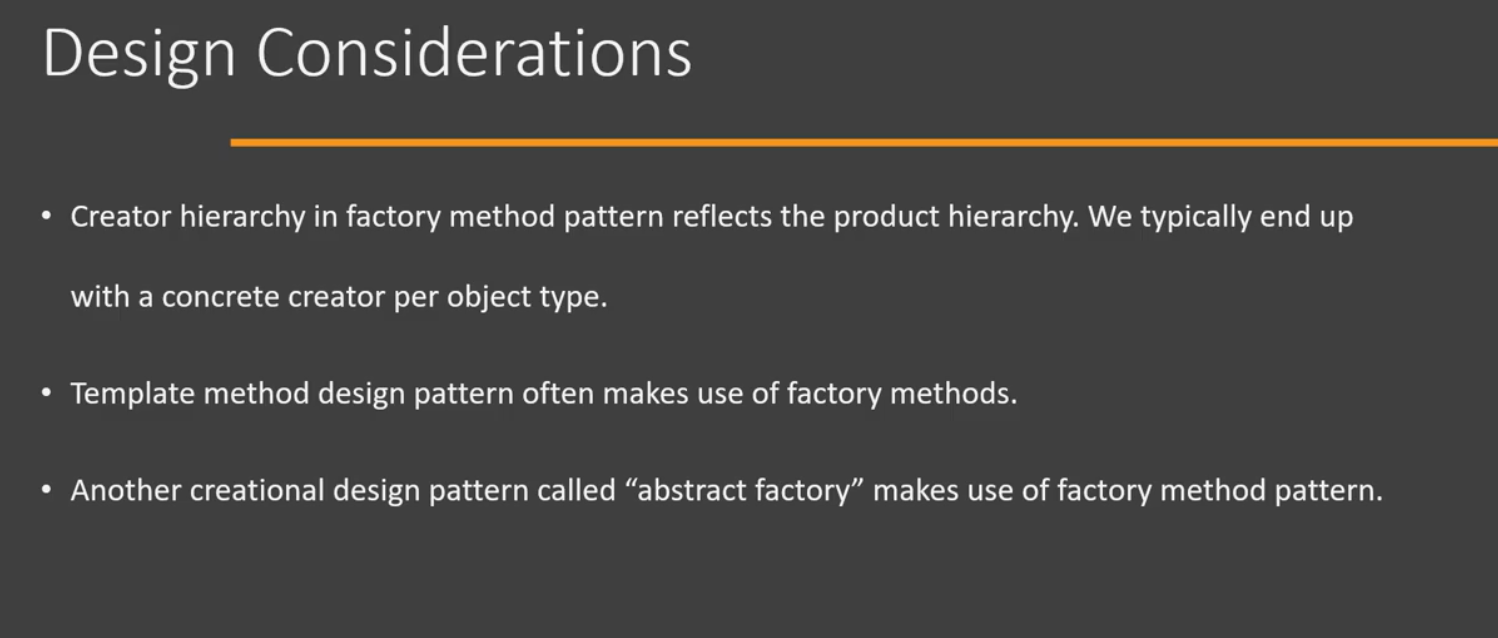 Design Considerations
• Creator hierarchy in factory method pattern reflects the product hierarchy. We typically end up
with a concrete creator per object type.
• Template method design pattern often makes use of factory methods.
• Another creational design pattern called “abstract factory” makes use of factory method pattern.